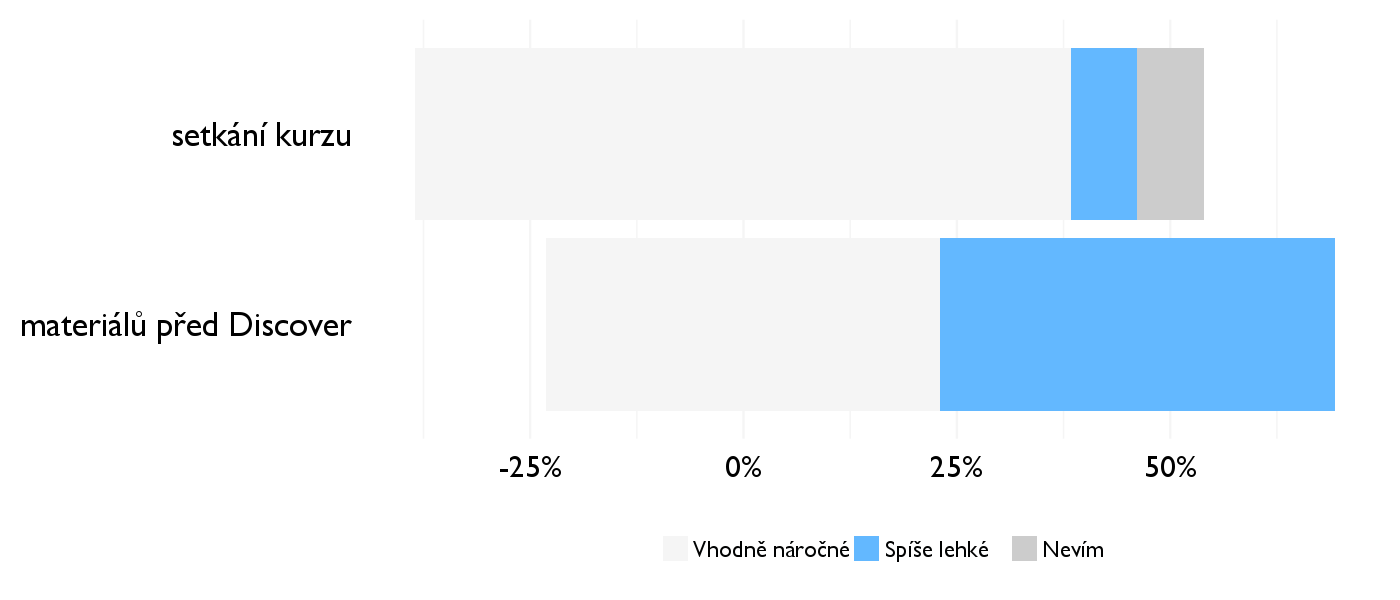 setkání kurzu
materiálů před Discover
-25% 0% 25% 50%
Vhodně náročné Spíše lehké Nevím